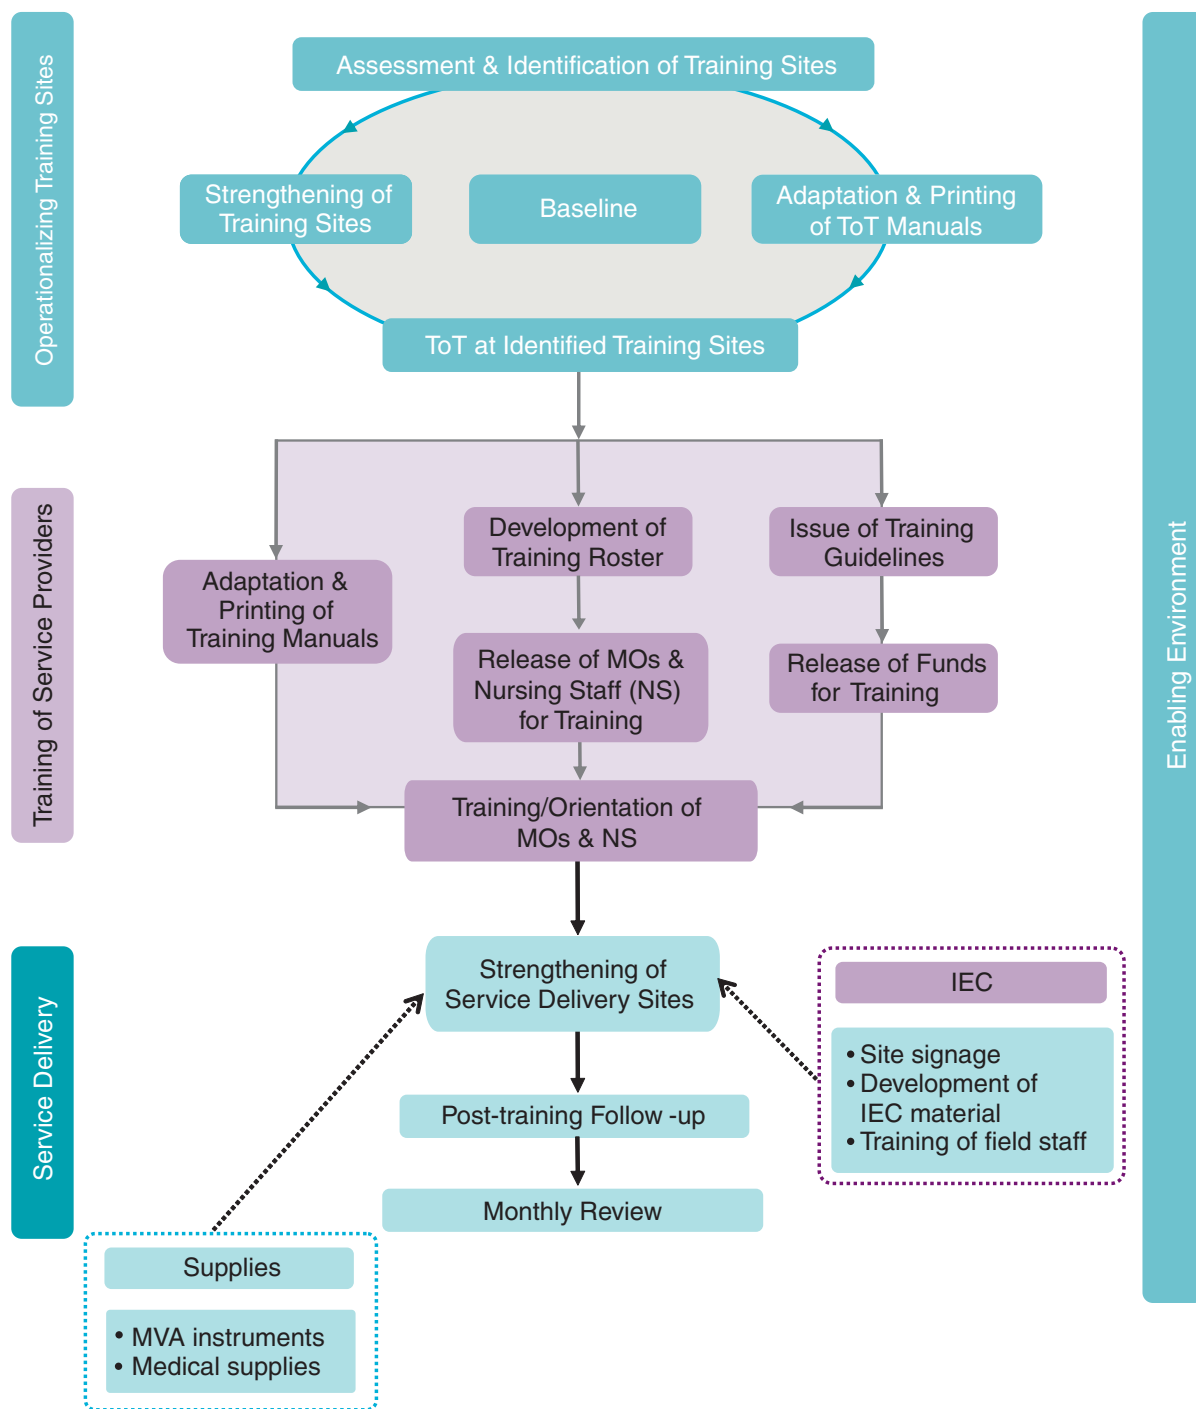 Operationalizing Training Sites
Assessment & Identification of Training Sites
Strengthening of
Training Sites
Baseline
Adaptation & Printing
of ToT Manuals
ToT at Identified Training Sites
Training of Service Providers
Adaptation &
Printing of
Training Manuals
Development of
Training Roster
Release of MOs &
Nursing Staff (NS)
for Training
Issue of Training
Guidelines
Release of Funds
for Training
Training/Orientation of
MOs & NS
Service Delivery
Strengthening of
Service Delivery Sites
Post-training Follow -up
Monthly Review
Supplies
• MVA instruments
• Medical supplies
IEC
• Site signage
• Development of
IEC material
• Training of field staff
Enabling Environment